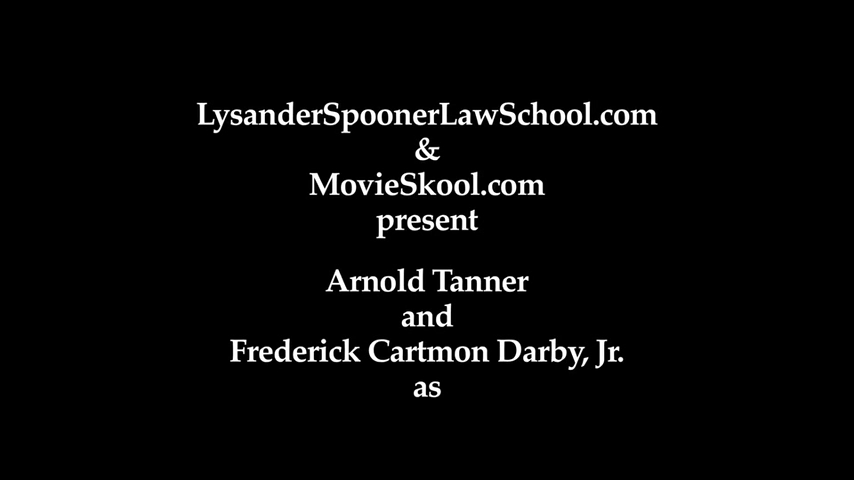 LysanderSpoonerLawSchool.com
&
MovieSkool.com
present
Arnold Tanner
and
Frederick Cartmon Darby, Jr.
as